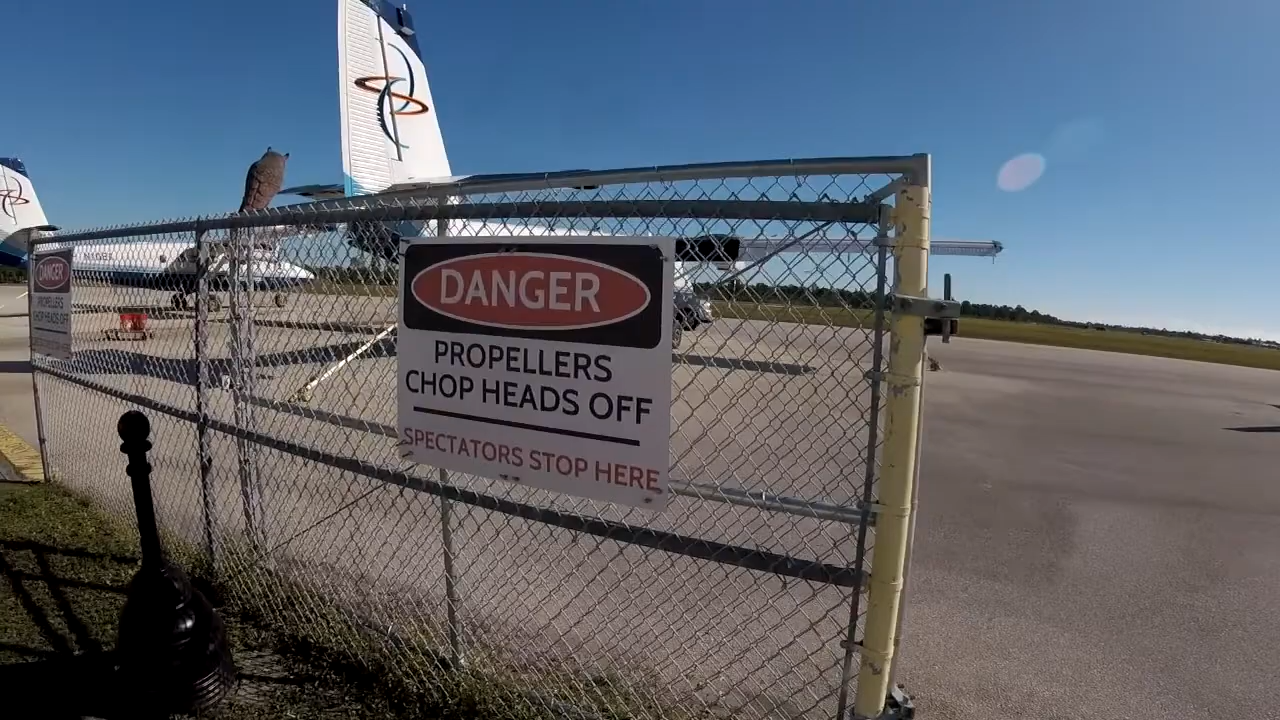 DANGER
PROPELLERS
CHOP HEADS OFF
SPECTATORS STOP HERE
DANGER
PROPELLERS
CHOP HEADS OFF